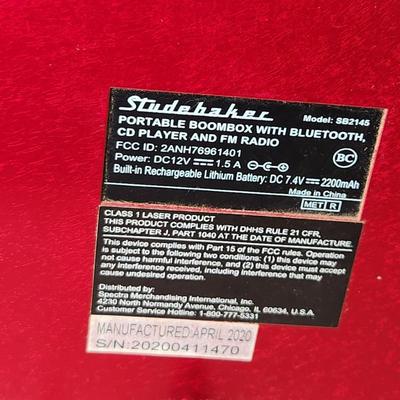 Studebaker Model: SB2145
PORTABLE BOOMBOX WITH BLUETOOTH,
CD PLAYER AND FM RADIO
FCC ID: 2ANH76961401
Power: DC12V 1.5 A
Built-in Rechargeable Lithium Battery: DC 7.4V 2200mAh
Made in China
BC
MET R
CLASS 1 LASER PRODUCT
THIS PRODUCT COMPLIES WITH DHHS RULE 21 CFR,
SUBCHAPTER J, PART 1040 AT THE DATE OF MANUFACTURE.
This device complies with Part 15 of the FCC rules. Operation
is subject to the following two conditions: (1) this device may
not cause harmful interference, and (2) this device must accept
any interference received, including interference that may
cause undesired operation.
Distributed by:
Spectra Merchandising International, Inc.
4230 North Normandy Avenue, Chicago, IL 60634, U.S.A.
Customer Service Hotline: 1-800-777-5331
MANUFACTURED APRIL 2020
S/N:20200411470